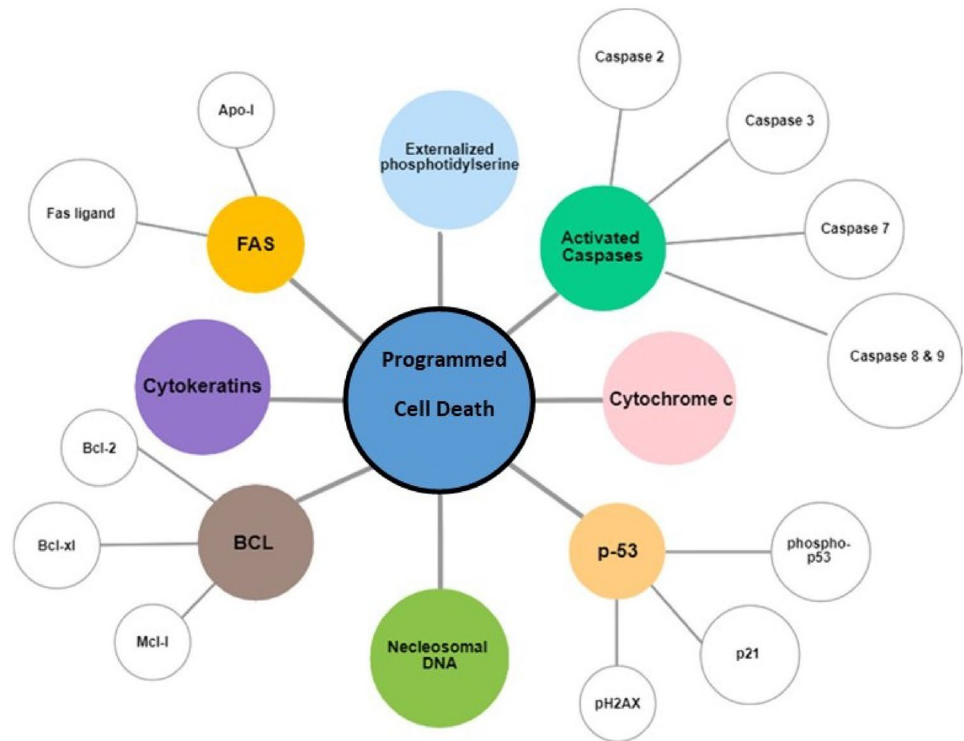 Caspase 2
Apo-I
Caspase 3
Externalized
phosphotidylserine
Fas ligand
FAS
Activated
Caspases
Caspase 7
Programmed
Cell Death
Caspase 8 & 9
Cytokeratins
Cytochrome c
Bcl-2
Bcl-xl
BCL
p-53
phospho-
p53
Mcl-I
Necleosomal
DNA
p21
pH2AX